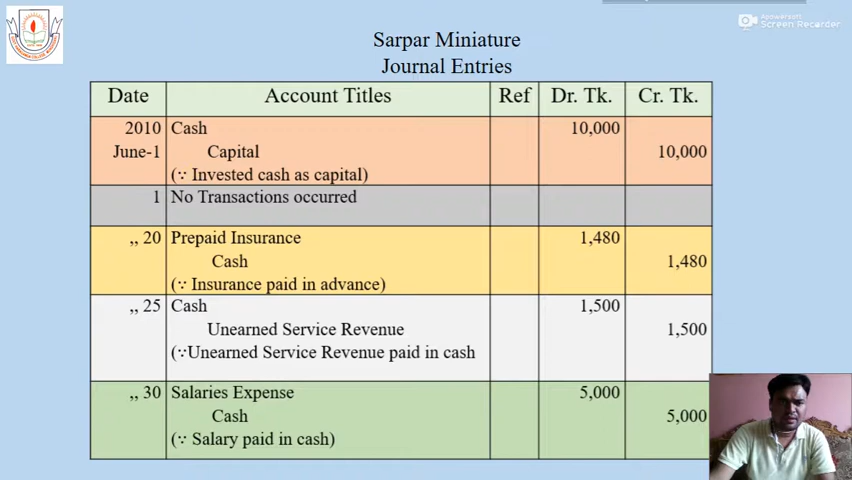 Apowersoft
Screen Recorder
Sarpar Miniature
Journal Entries
Date Account Titles Ref Dr. Tk. Cr. Tk.
2010 Cash 10,000
June-1 Capital 10,000
(∵ Invested cash as capital)
1 No Transactions occurred
,, 20 Prepaid Insurance 1,480
Cash 1,480
(∵ Insurance paid in advance)
,, 25 Cash 1,500
Unearned Service Revenue 1,500
(∵Unearned Service Revenue paid in cash
,, 30 Salaries Expense 5,000
Cash 5,000
(∵ Salary paid in cash)